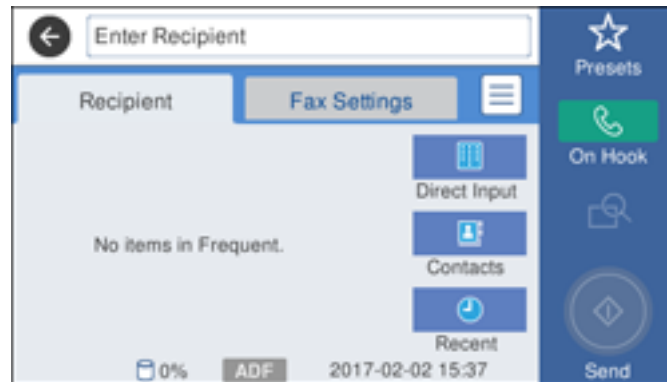 Enter Recipient
Presets
Recipient
Fax Settings
On Hook
Direct Input
No items in Frequent.
Contacts
Recent
0%
ADF
2017-02-02 15:37
Send